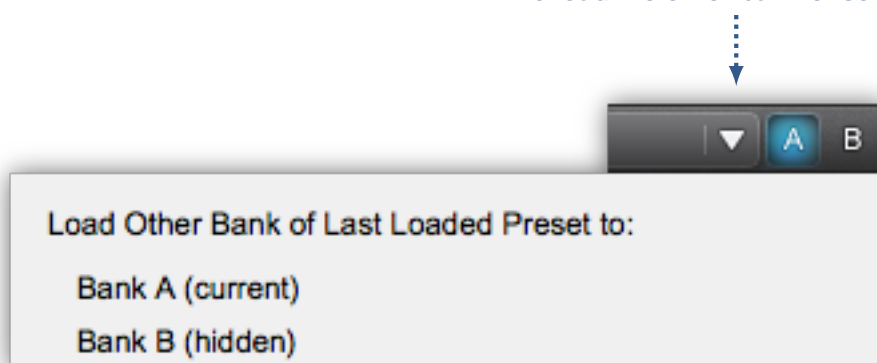 A B
Load Other Bank of Last Loaded Preset to:
Bank A (current)
Bank B (hidden)